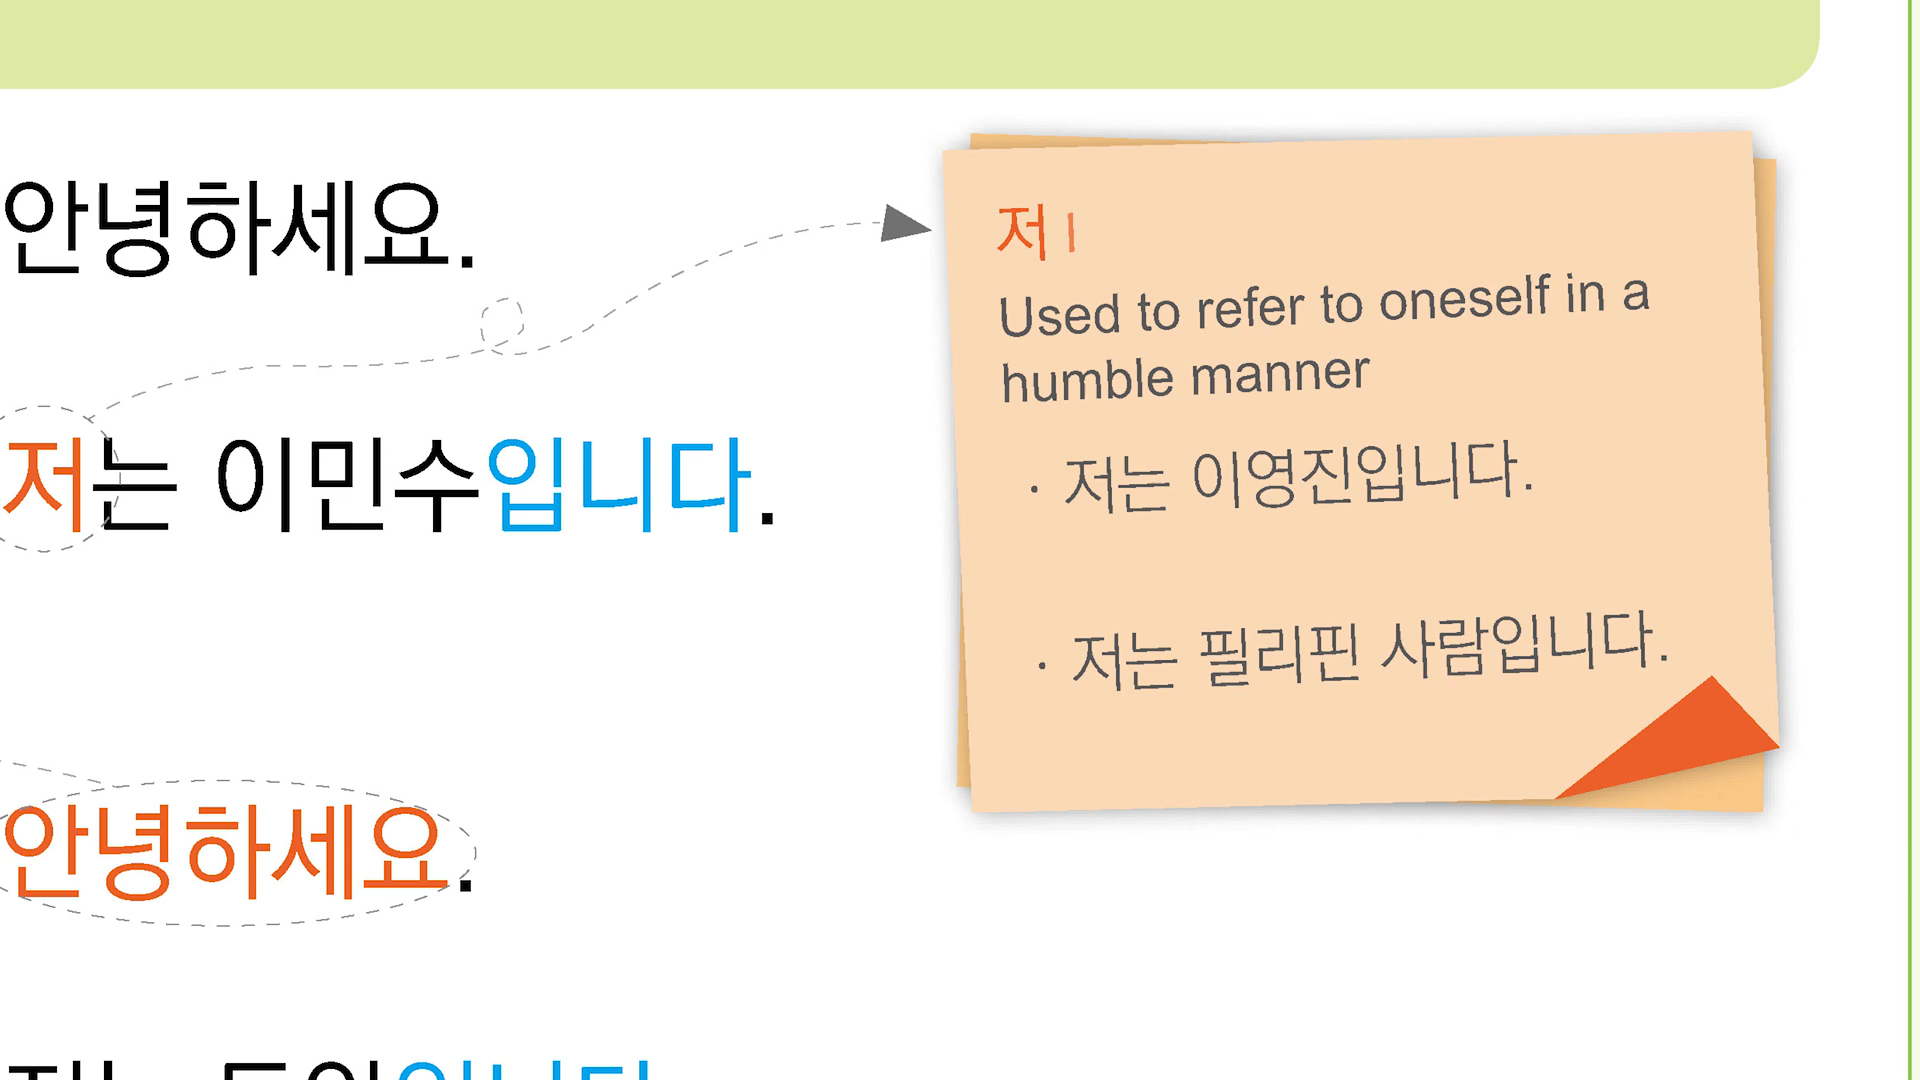 안녕하세요.
저는 이민수입니다.
안녕하세요.
저 I
Used to refer to oneself in a
humble manner
· 저는 이영진입니다.
· 저는 필리핀 사람입니다.